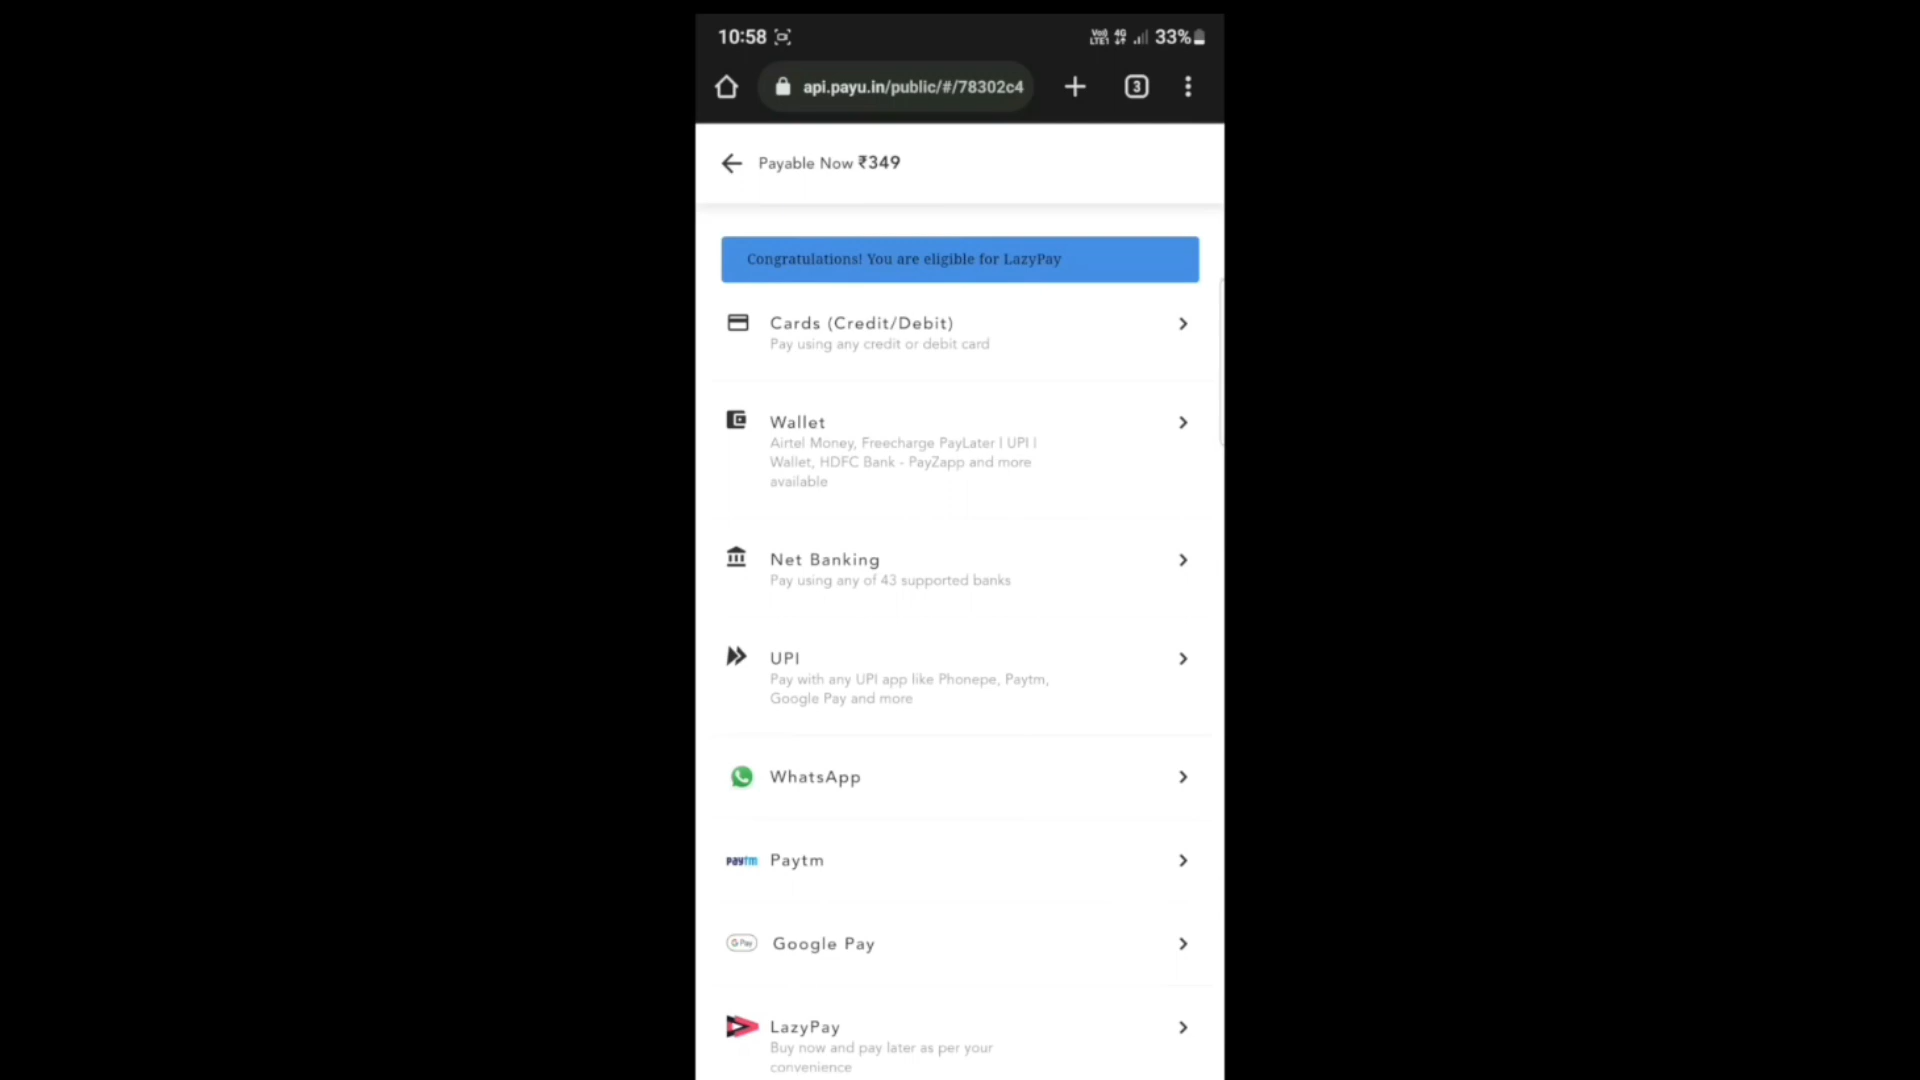 10:58 VoI) LTE1 4G 33%
api.payu.in/public/#/78302c4 3
Payable Now ₹349
Congratulations! You are eligible for LazyPay
Cards (Credit/Debit)
Pay using any credit or debit card
Wallet
Airtel Money, Freecharge PayLater | UPI |
Wallet, HDFC Bank - PayZapp and more
available
Net Banking
Pay using any of 43 supported banks
UPI
Pay with any UPI app like Phonepe, Paytm,
Google Pay and more
WhatsApp
paytm Paytm
G Pay Google Pay
LazyPay
Buy now and pay later as per your
convenience